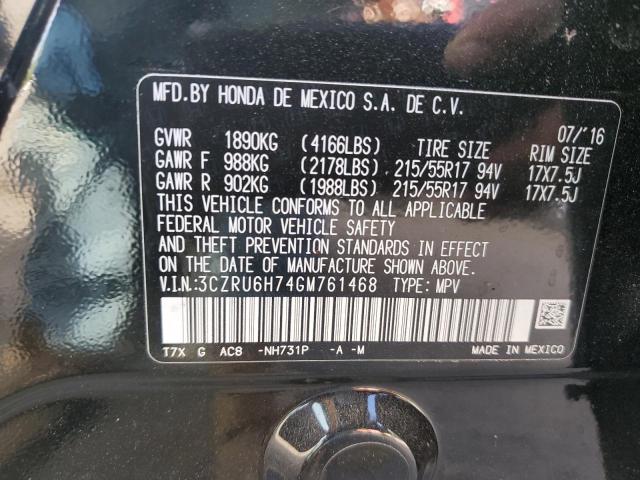 MFD.BY HONDA DE MEXICO S.A. DE C.V.
07/'16
GVWR 1890KG (4166LBS) TIRE SIZE RIM SIZE
GAWR F 988KG (2178LBS) 215/55R17 94V 17X7.5J
GAWR R 902KG (1988LBS) 215/55R17 94V 17X7.5J
THIS VEHICLE CONFORMS TO ALL APPLICABLE
FEDERAL MOTOR VEHICLE SAFETY
AND THEFT PREVENTION STANDARDS IN EFFECT
ON THE DATE OF MANUFACTURE SHOWN ABOVE.
V.I.N.:3CZRU6H74GM761468 TYPE: MPV
T7X G AC8 -NH731P -A -M MADE IN MEXICO